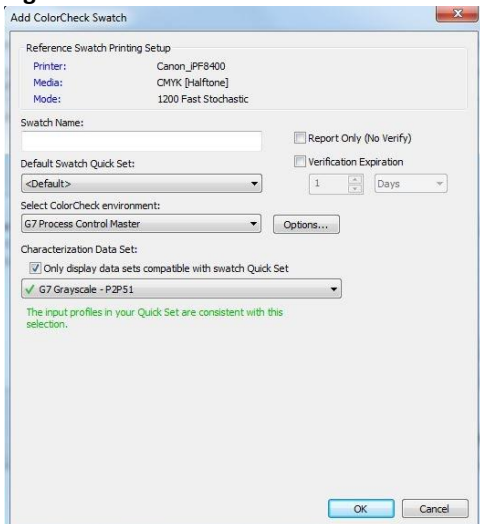 Add ColorCheck Swatch
Reference Swatch Printing Setup
Printer: Canon_iPF8400
Media: CMYK [Halftone]
Mode: 1200 Fast Stochastic
Swatch Name:
Report Only (No Verify)
Default Swatch Quick Set:
Verification Expiration
<Default>
1 Days
Select ColorCheck environment:
G7 Process Control Master
Options...
Characterization Data Set:
Only display data sets compatible with swatch Quick Set
G7 Grayscale - P2P51
The input profiles in your Quick Set are consistent with this
selection.
OK Cancel